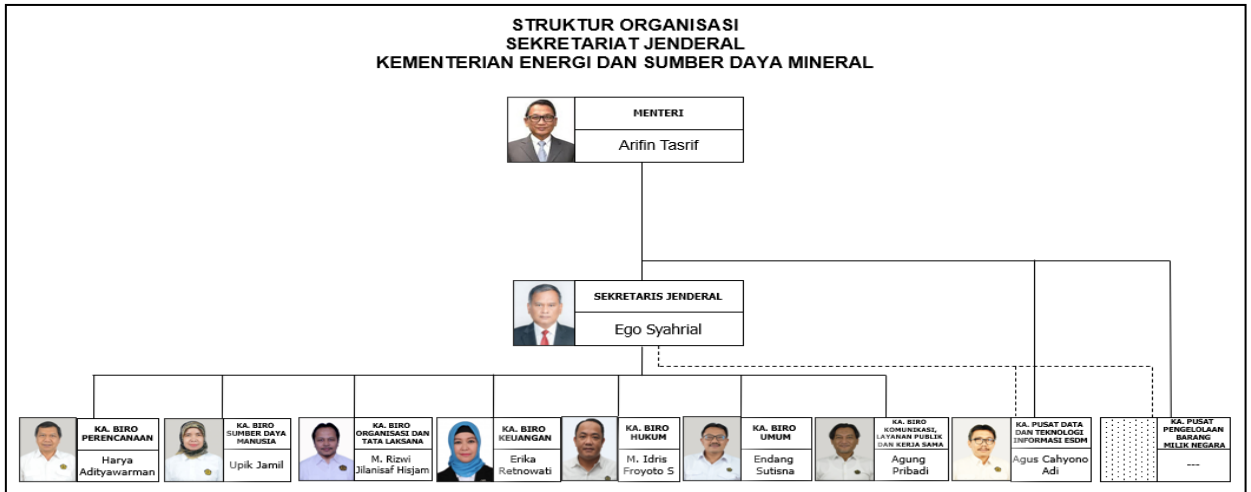 STRUKTUR ORGANISASI
SEKRETARIAT JENDERAL
KEMENTERIAN ENERGI DAN SUMBER DAYA MINERAL
MENTERI
Arifin Tasrif
SEKRETARIS JENDERAL
Ego Syahrial
KA. BIRO
PERENCANAAN
Harya
Adityawarman
KA. BIRO
SUMBER DAYA
MANUSIA
Upik Jamil
KA. BIRO
ORGANISASI DAN
TATA LAKSANA
M. Rizwi
Jilanisaf Hisjam
KA. BIRO
KEUANGAN
Erika
Retnowati
KA. BIRO
HUKUM
M. Idris
Froyoto S
KA. BIRO
UMUM
Endang
Sutisna
KA. BIRO
KOMUNIKASI,
LAYANAN PUBLIK
DAN KERJA SAMA
Agung
Pribadi
KA. PUSAT DATA
DAN TEKNOLOGI
INFORMASI ESDM
Agus Cahyono
Adi
KA. PUSAT
PENGELOLAAN
BARANG
MILIK NEGARA
---